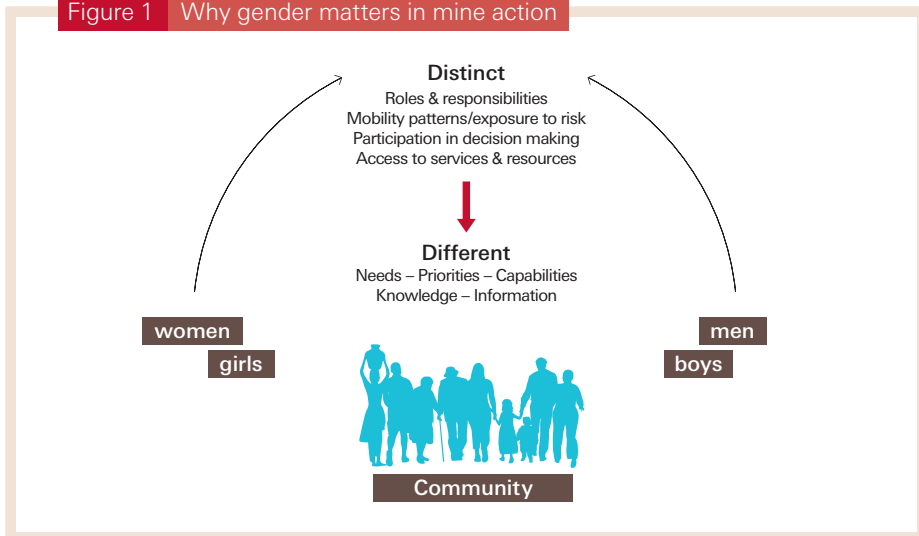 Figure 1 Why gender matters in mine action
Distinct
Roles & responsibilities
Mobility patterns/exposure to risk
Participation in decision making
Access to services & resources
Different
Needs – Priorities – Capabilities
Knowledge – Information
women
girls
men
boys
Community